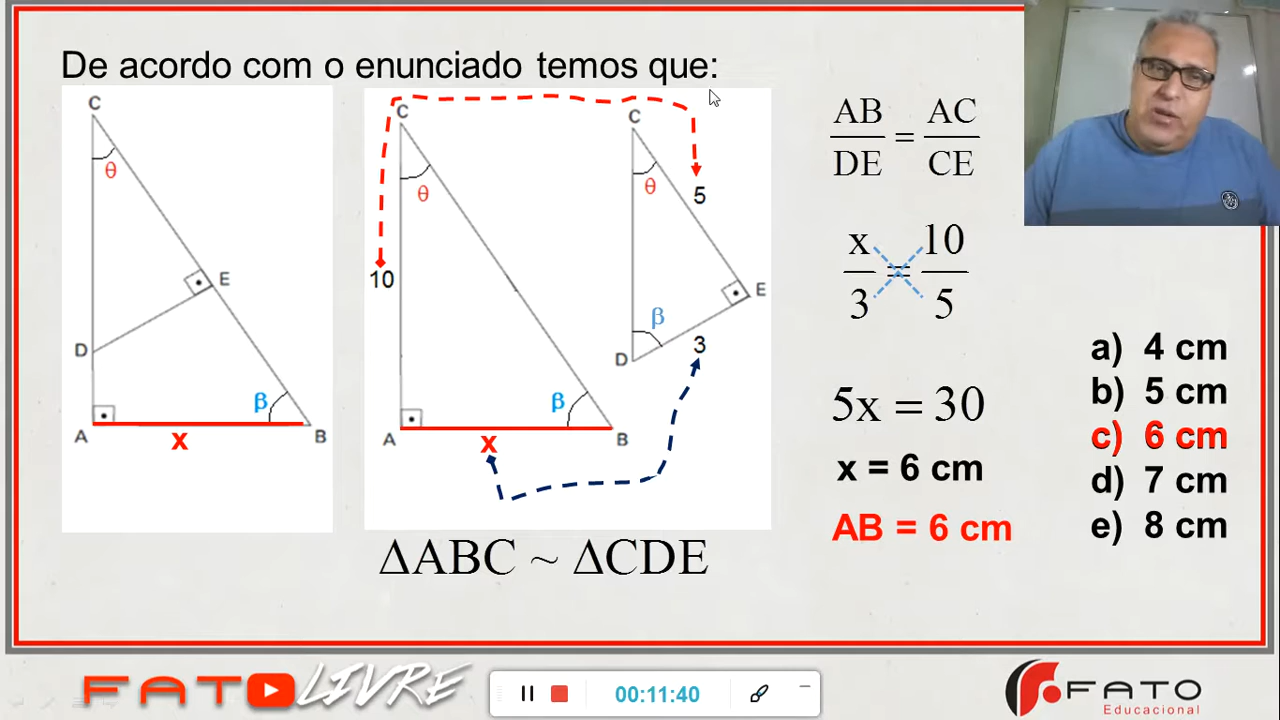 De acordo com o enunciado temos que:
C
θ
E
D
β
A
x
B
C
θ
10
β
A
x
B
C
θ
5
E
β
D
3
ΔABC ~ ΔCDE
AB/DE = AC/CE
x/3 = 10/5
5x = 30
x = 6 cm
AB = 6 cm
a) 4 cm
b) 5 cm
c) 6 cm
d) 7 cm
e) 8 cm
FATO LIVRE
00:11:40
FATO
Educacional